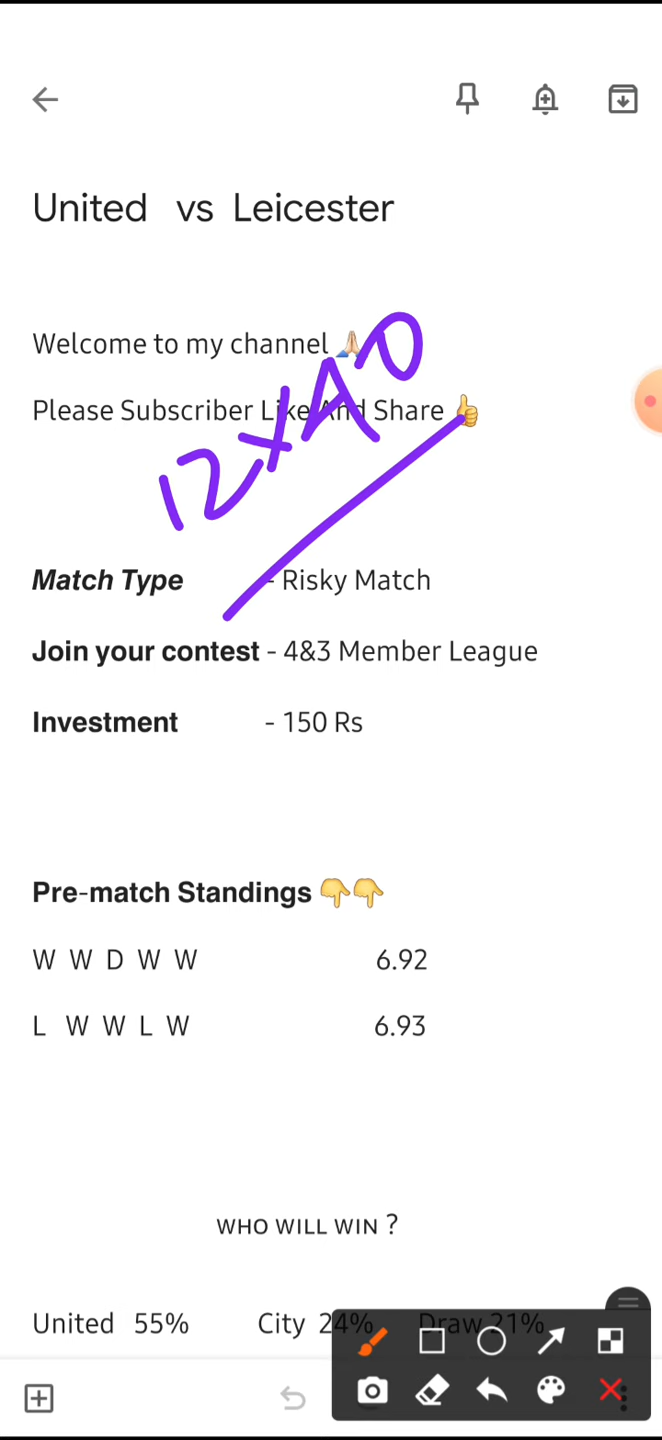 United vs Leicester
Welcome to my channel 🙏🏻
Please Subscriber Like And Share 👍
12X40
Match Type - Risky Match
Join your contest - 4&3 Member League
Investment - 150 Rs
Pre-match Standings 👇👇
W W D W W 6.92
L W W L W 6.93
WHO WILL WIN ?
United 55% City 24% Draw 21%